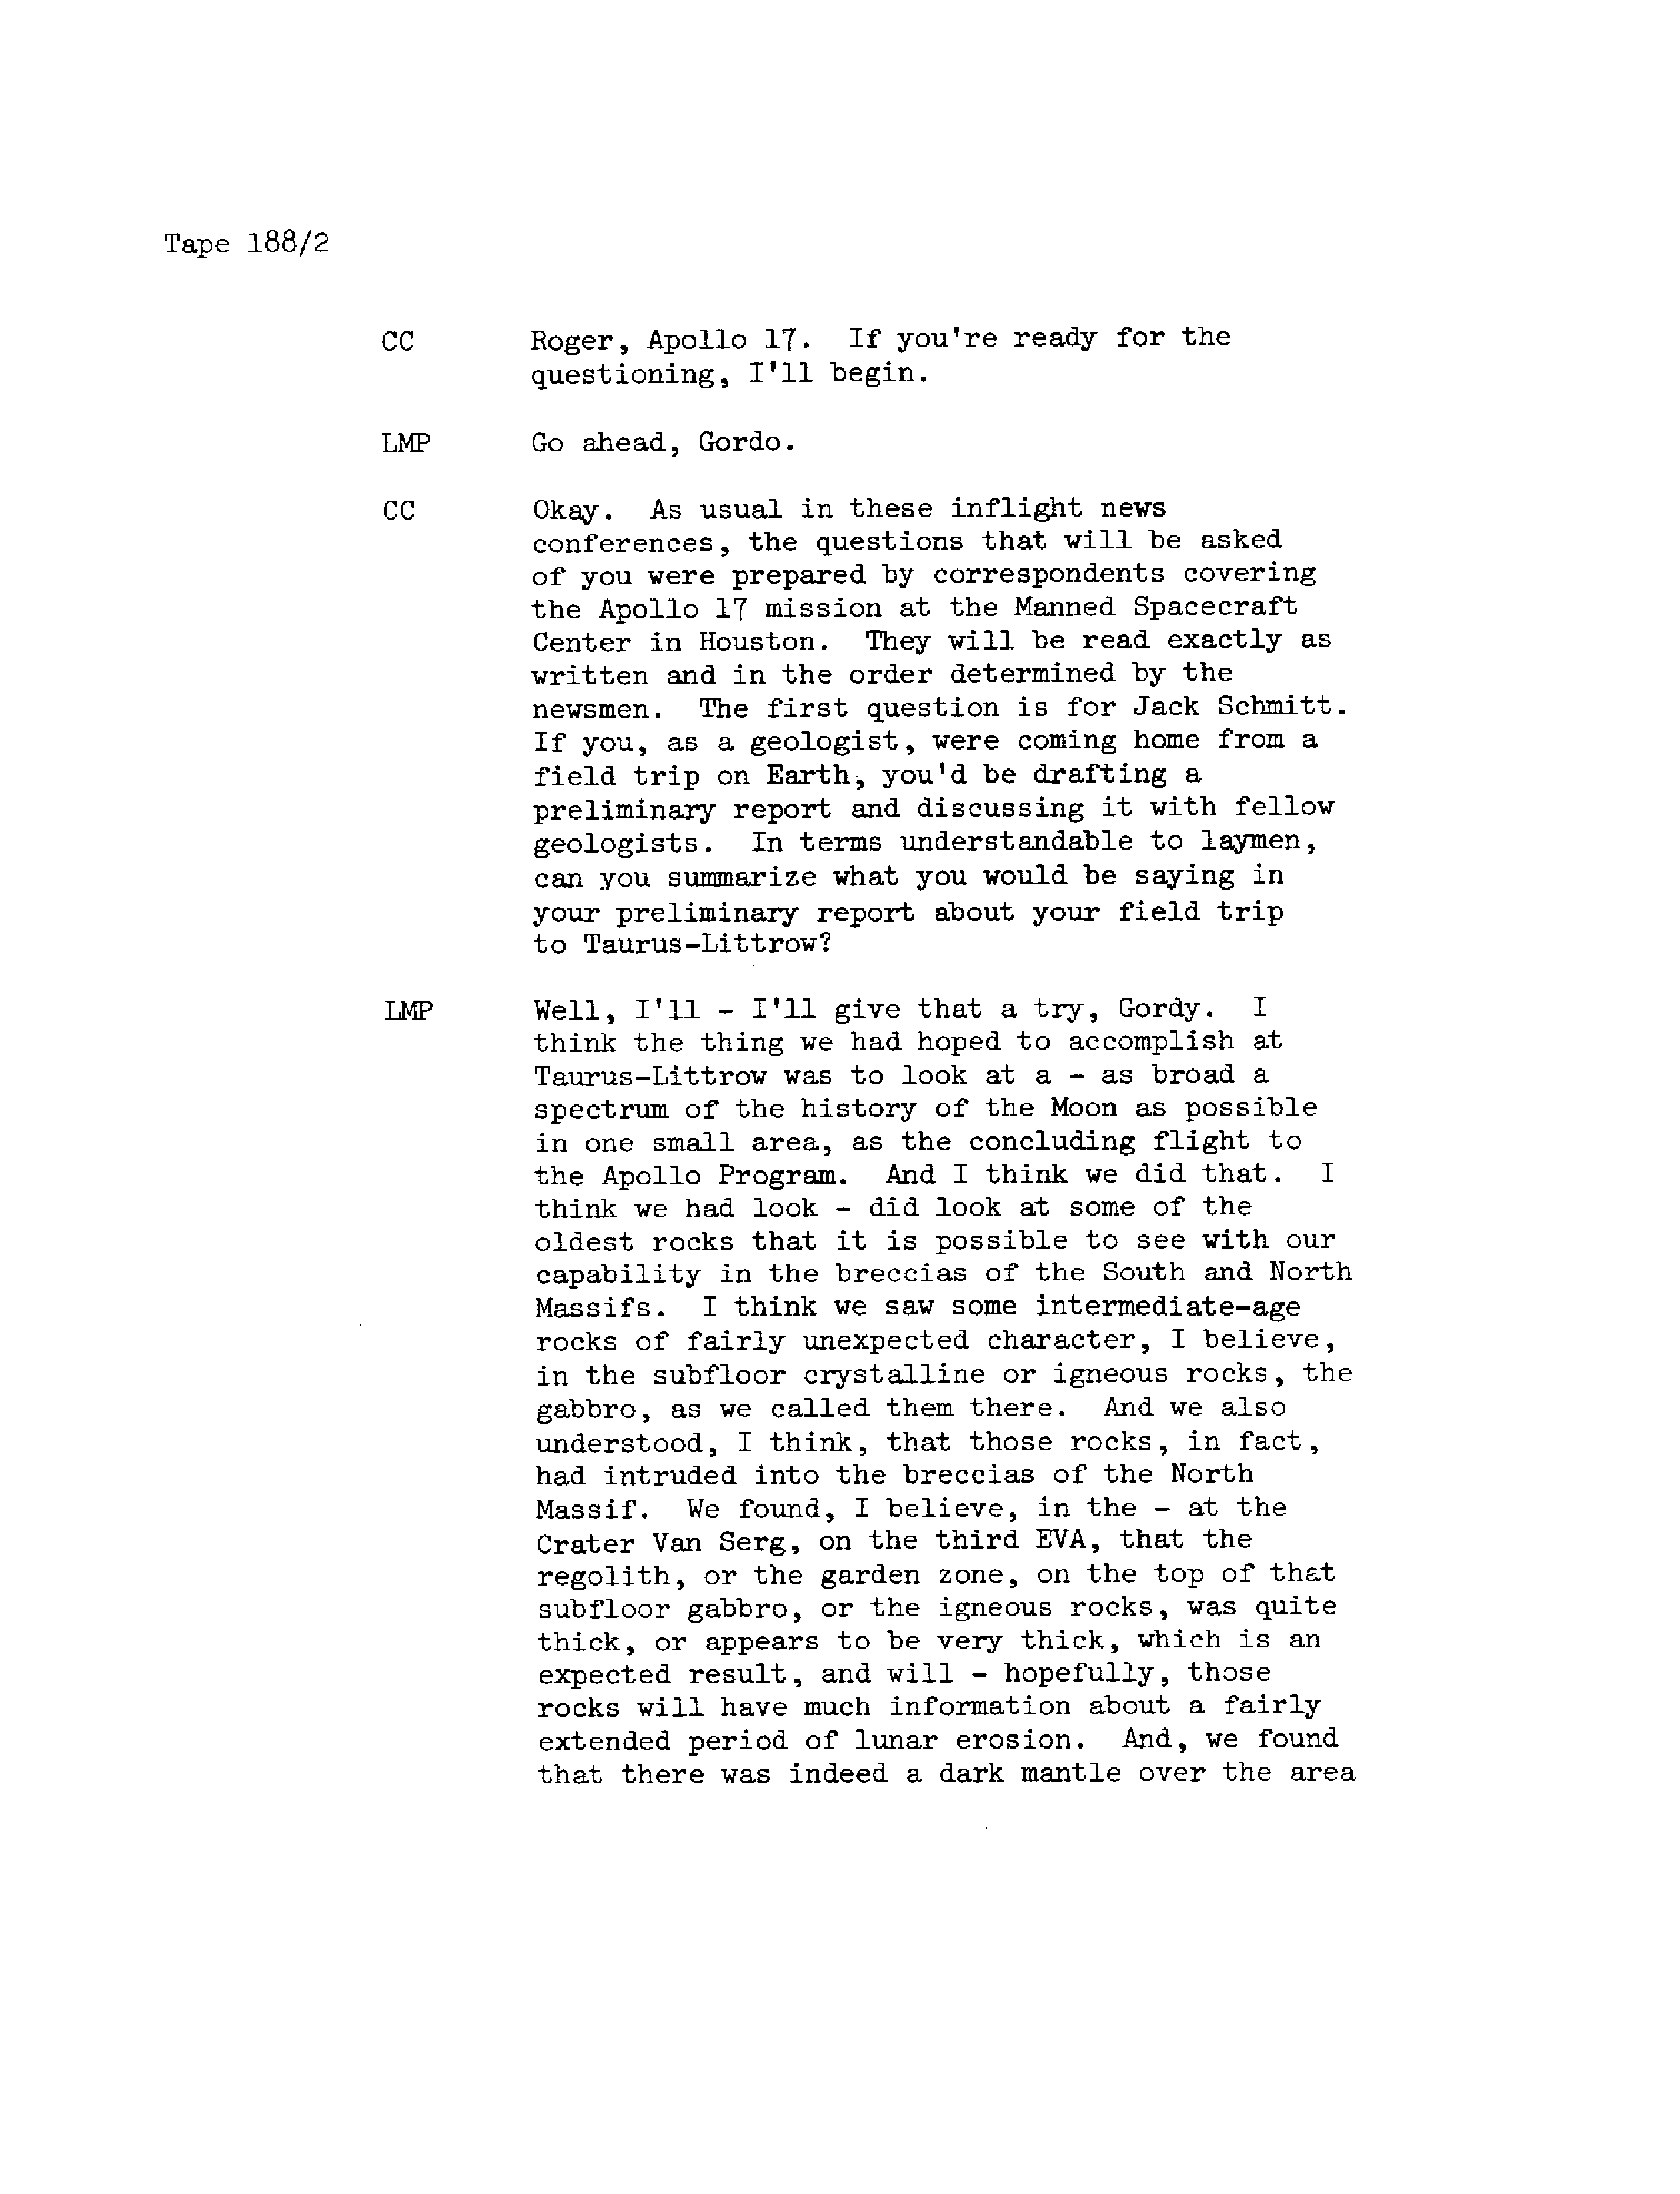 Tape 188/2
CC Roger, Apollo 17. If you're ready for the
questioning, I'll begin.
LMP Go ahead, Gordo.
CC Okay. As usual in these inflight news
conferences, the questions that will be asked
of you were prepared by correspondents covering
the Apollo 17 mission at the Manned Spacecraft
Center in Houston. They will be read exactly as
written and in the order determined by the
newsmen. The first question is for Jack Schmitt.
If you, as a geologist, were coming home from a
field trip on Earth, you'd be drafting a
preliminary report and discussing it with fellow
geologists. In terms understandable to laymen,
can you summarize what you would be saying in
your preliminary report about your field trip
to Taurus-Littrow?
LMP Well, I'll - I'll give that a try, Gordy. I
think the thing we had hoped to accomplish at
Taurus-Littrow was to look at a - as broad a
spectrum of the history of the Moon as possible
in one small area, as the concluding flight to
the Apollo Program. And I think we did that. I
think we had look - did look at some of the
oldest rocks that it is possible to see with our
capability in the breccias of the South and North
Massifs. I think we saw some intermediate-age
rocks of fairly unexpected character, I believe,
in the subfloor crystalline or igneous rocks, the
gabbro, as we called them there. And we also
understood, I think, that those rocks, in fact,
had intruded into the breccias of the North
Massif. We found, I believe, in the - at the
Crater Van Serg, on the third EVA, that the
regolith, or the garden zone, on the top of that
subfloor gabbro, or the igneous rocks, was quite
thick, or appears to be very thick, which is an
expected result, and will - hopefully, those
rocks will have much information about a fairly
extended period of lunar erosion. And, we found
that there was indeed a dark mantle over the area